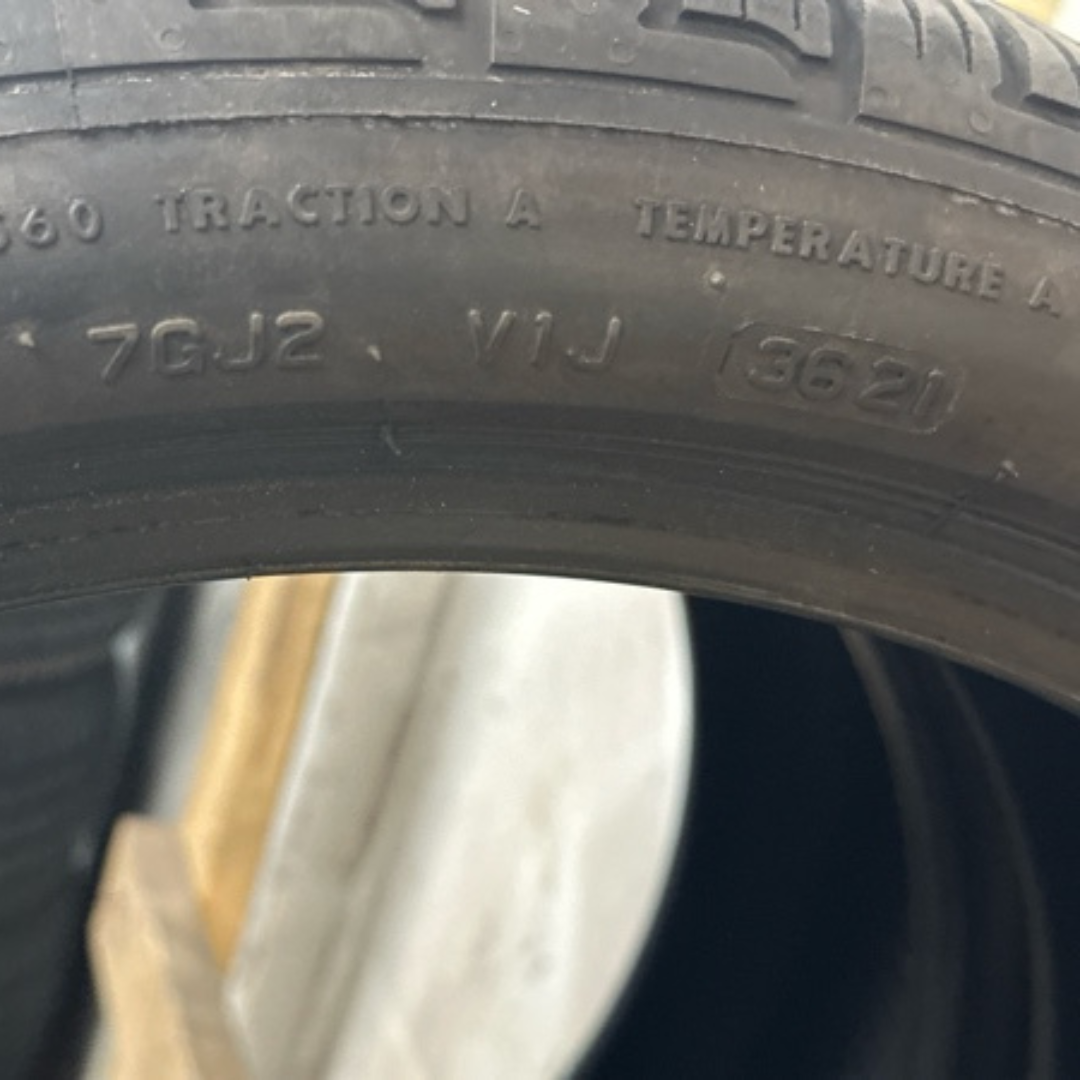 560 TRACTION A TEMPERATURE A
7GJ2 V1J 3621